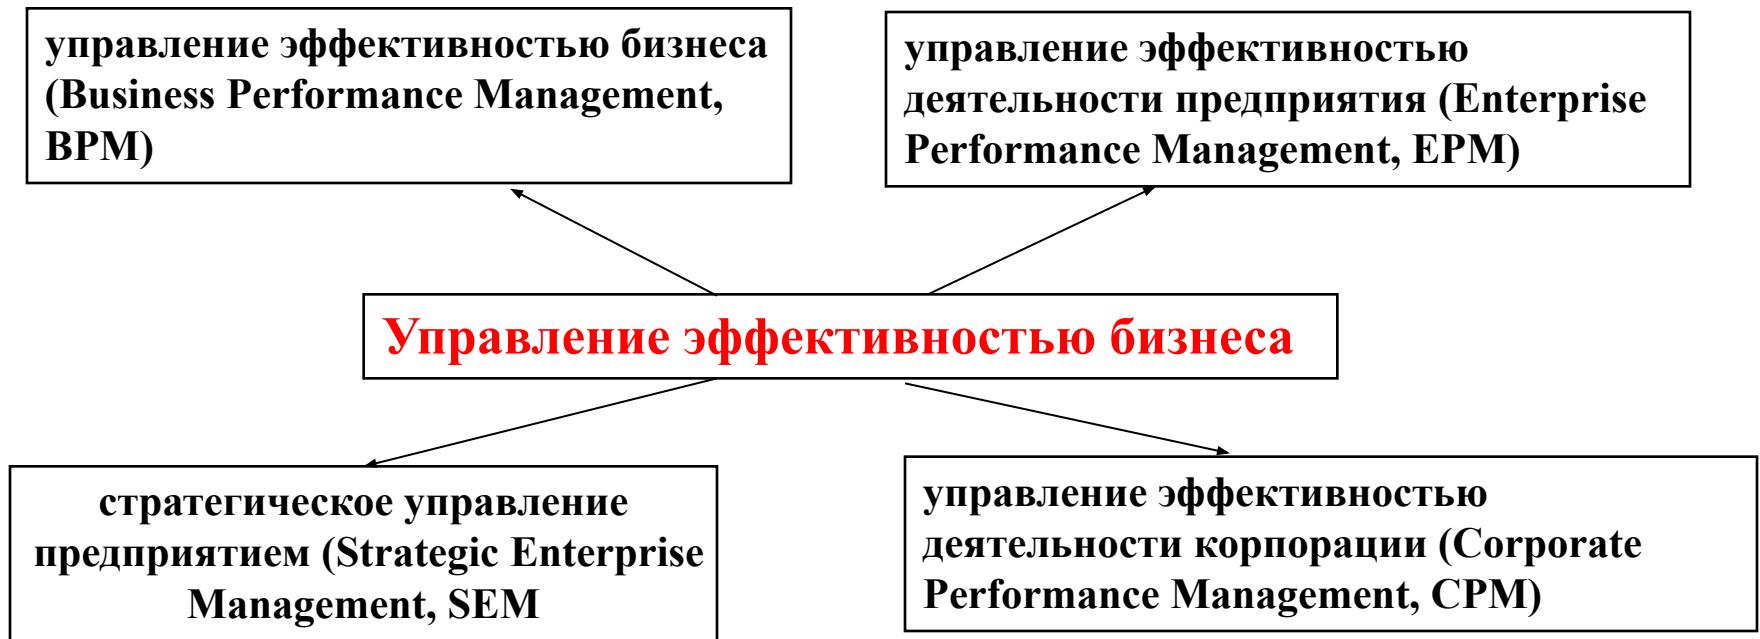 управление эффективностью бизнеса
(Business Performance Management,
BPM)
управление эффективностью
деятельности предприятия (Enterprise
Performance Management, EPM)
Управление эффективностью бизнеса
стратегическое управление
предприятием (Strategic Enterprise
Management, SEM
управление эффективностью
деятельности корпорации (Corporate
Performance Management, CPM)